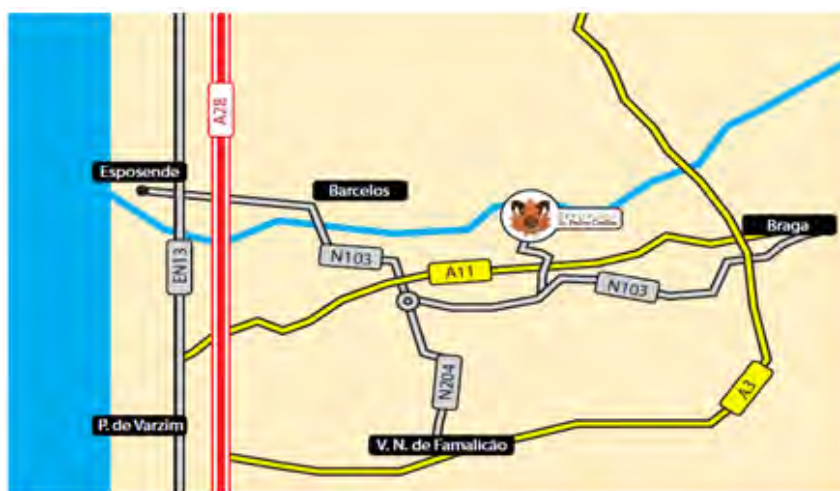 A28
Esposende
Barcelos
Braga
EN13
N103
A11
N103
N204
A3
P. de Varzim
V. N. de Famalicão